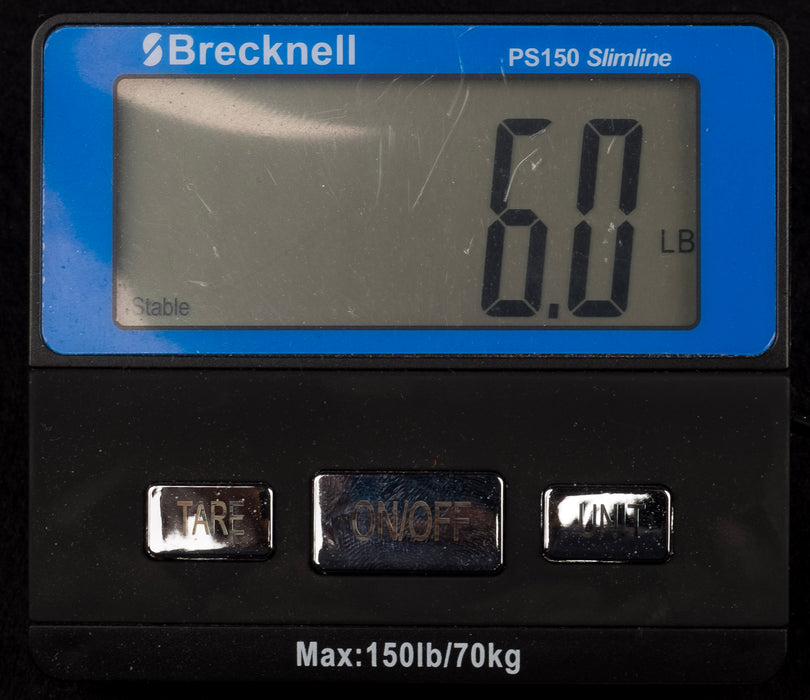 Brecknell
PS150 Slimline
6.0
LB
Stable
TARE
ON/OFF
UNIT
Max:150lb/70kg